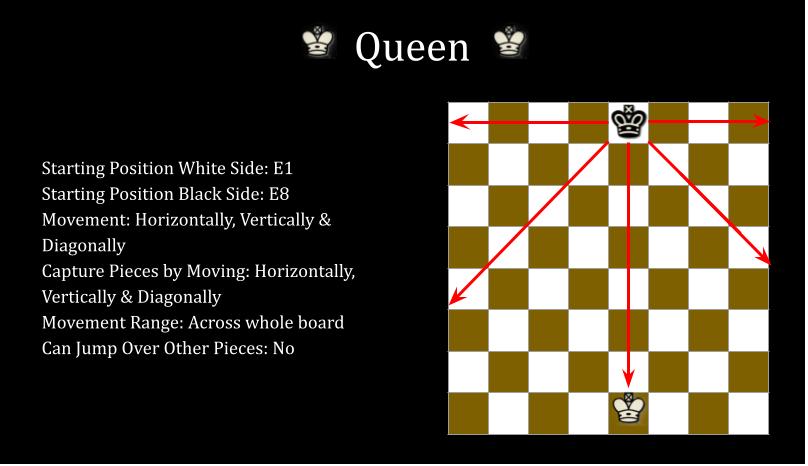 Queen
Starting Position White Side: E1
Starting Position Black Side: E8
Movement: Horizontally, Vertically &
Diagonally
Capture Pieces by Moving: Horizontally,
Vertically & Diagonally
Movement Range: Across whole board
Can Jump Over Other Pieces: No